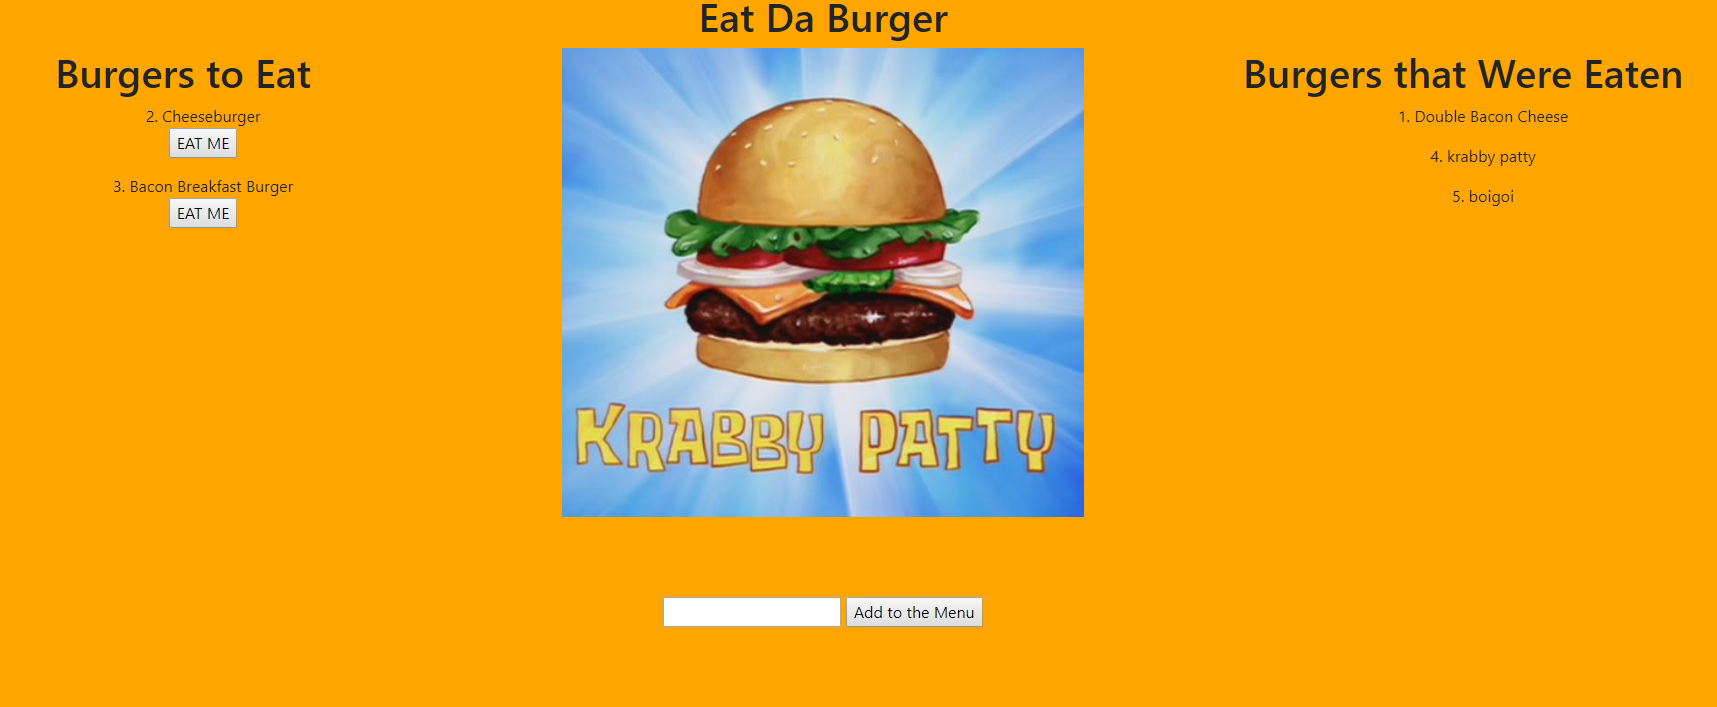 Eat Da Burger
Burgers to Eat
2. Cheeseburger
EAT ME
3. Bacon Breakfast Burger
EAT ME
KRABBY PATTY
Add to the Menu
Burgers that Were Eaten
1. Double Bacon Cheese
4. krabby patty
5. boigoi